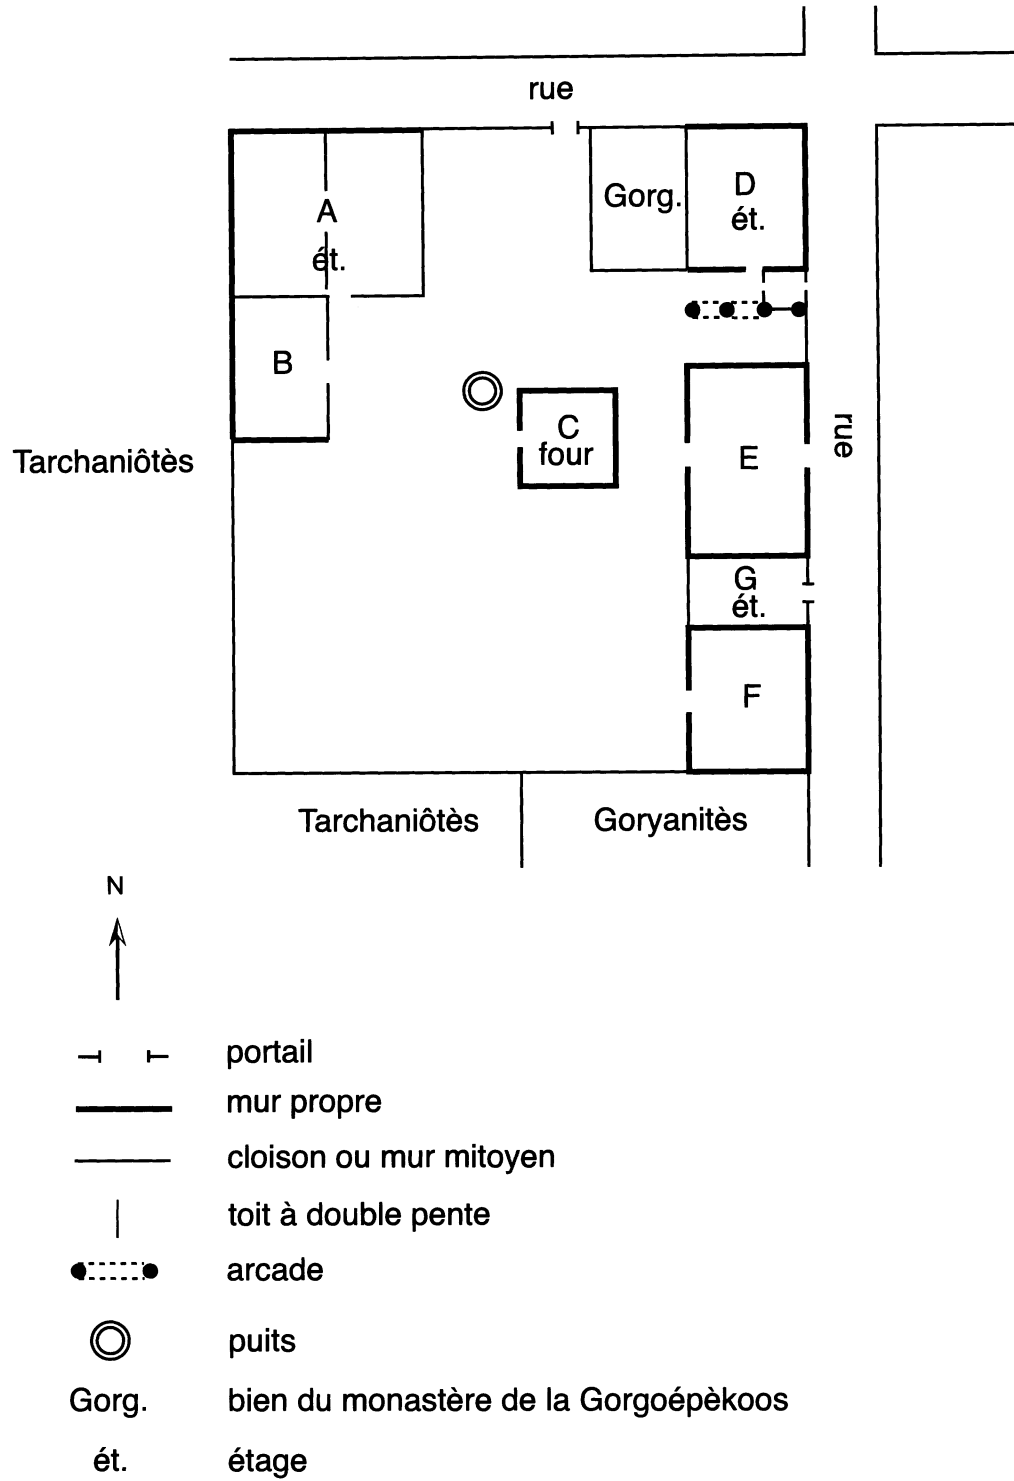 rue
Gorg.
D
ét.
A
ét.
B
C
four
E
rue
Tarchaniôtès
G
ét.
F
Tarchaniôtès
Goryanitès
N
portail
mur propre
cloison ou mur mitoyen
toit à double pente
arcade
puits
Gorg. bien du monastère de la Gorgoépèkoos
ét. étage